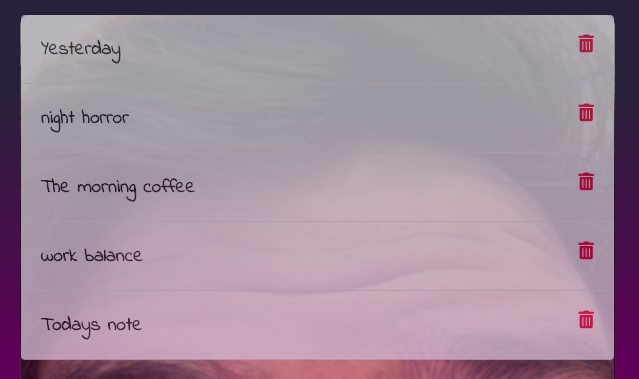 Yesterday
night horror
The morning coffee
work balance
Todays note